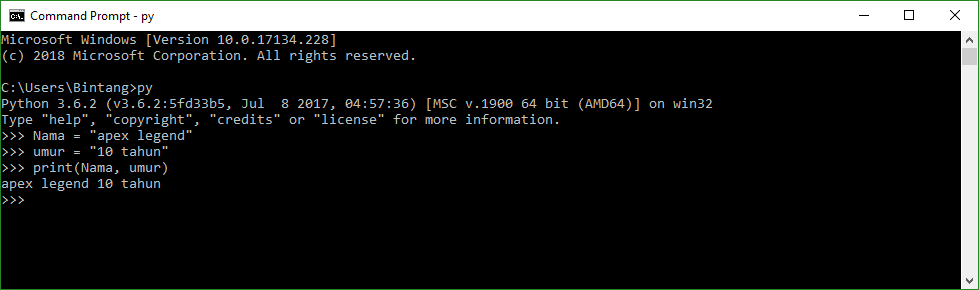 Command Prompt - py
Microsoft Windows [Version 10.0.17134.228]
(c) 2018 Microsoft Corporation. All rights reserved.
C:\Users\Bintang>py
Python 3.6.2 (v3.6.2:5fd33b5, Jul  8 2017, 04:57:36) [MSC v.1900 64 bit (AMD64)] on win32
Type "help", "copyright", "credits" or "license" for more information.
>>> Nama = "apex legend"
>>> umur = "10 tahun"
>>> print(Nama, umur)
apex legend 10 tahun
>>>